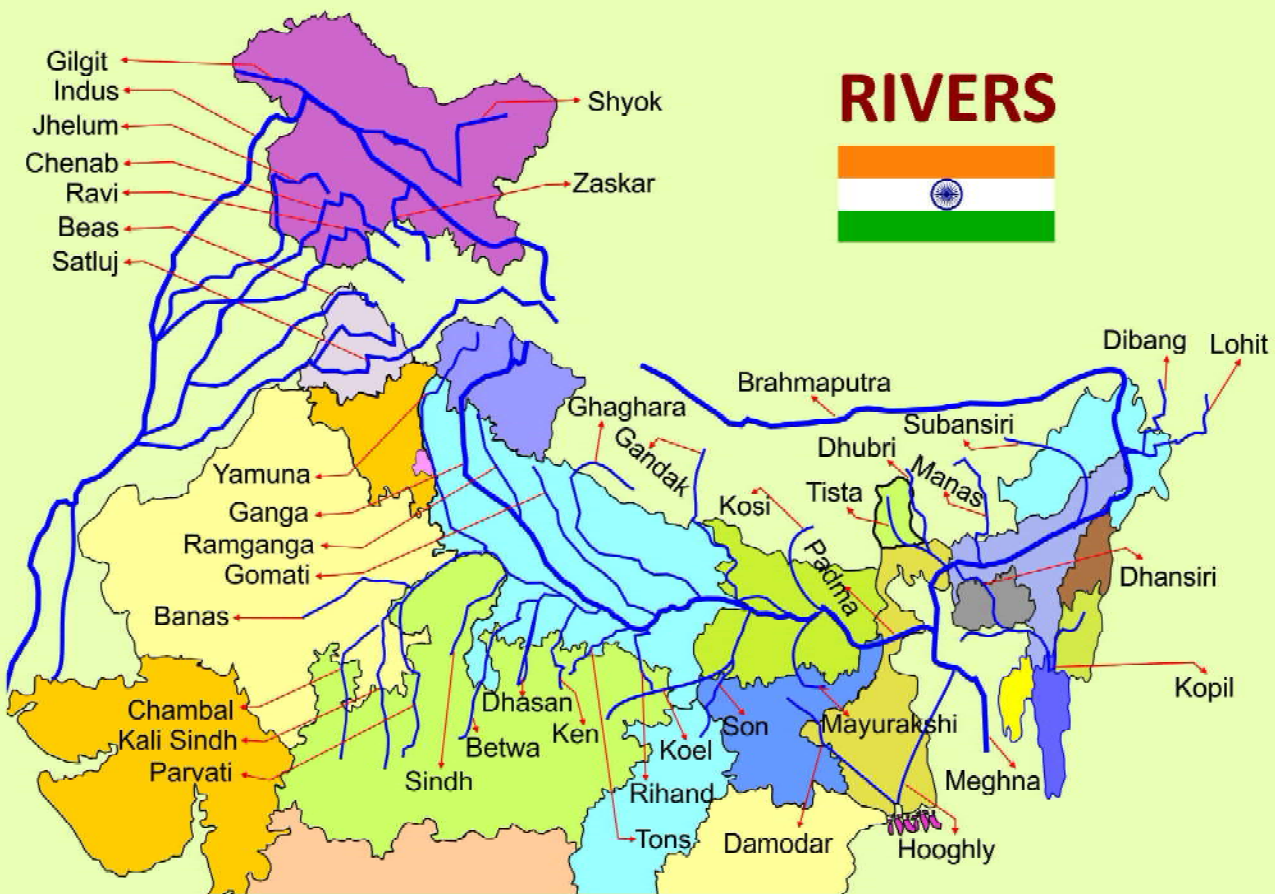 RIVERS
Gilgit
Indus
Jhelum
Chenab
Ravi
Beas
Satluj
Shyok
Zaskar
Yamuna
Ganga
Ramganga
Gomati
Banas
Chambal
Kali Sindh
Parvati
Ghaghara
Gandak
Kosi
Padma
Brahmaputra
Dhubri
Tista
Manas
Subansiri
Dibang
Lohit
Dhansiri
Kopil
Sindh
Betwa
Dhasan
Ken
Koel
Rihand
Tons
Son
Mayurakshi
Damodar
Hooghly
Meghna